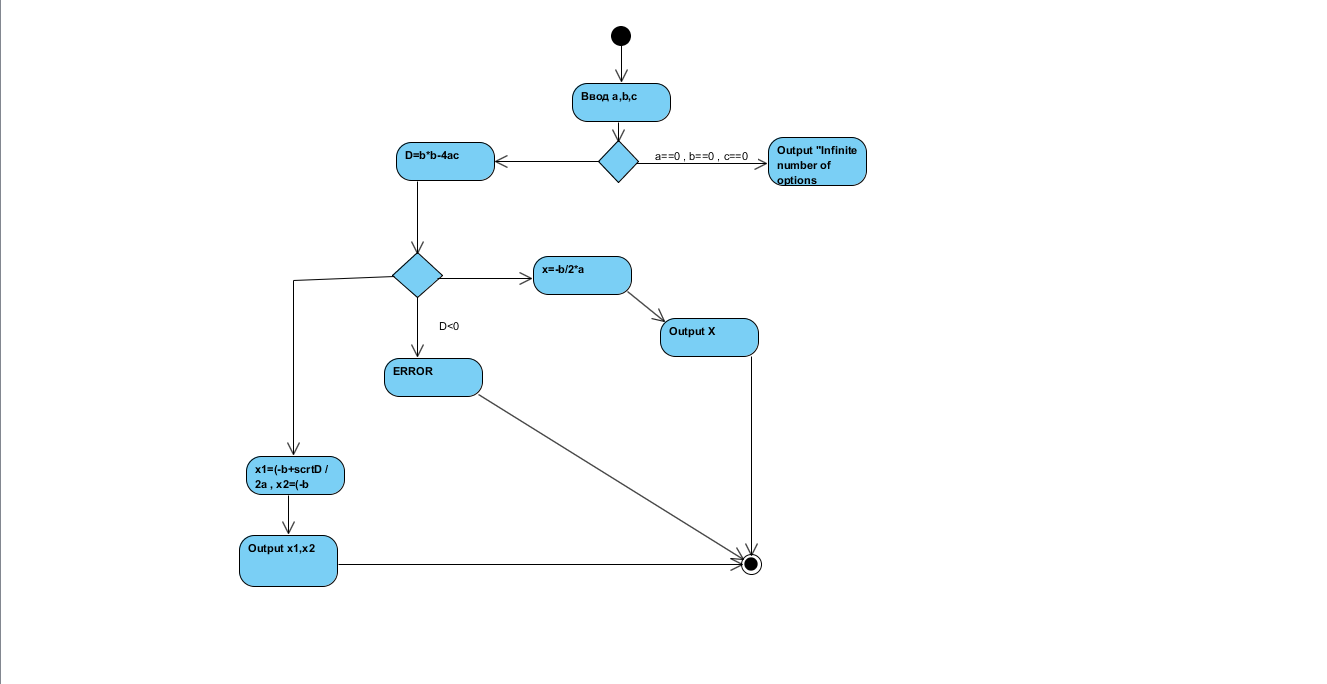 Ввод a,b,c
D=b*b-4ac
a==0 , b==0 , c==0
Output "Infinite
number of
options
x=-b/2*a
Output X
D<0
ERROR
x1=(-b+scrtD /
2a , x2=(-b
Output x1,x2